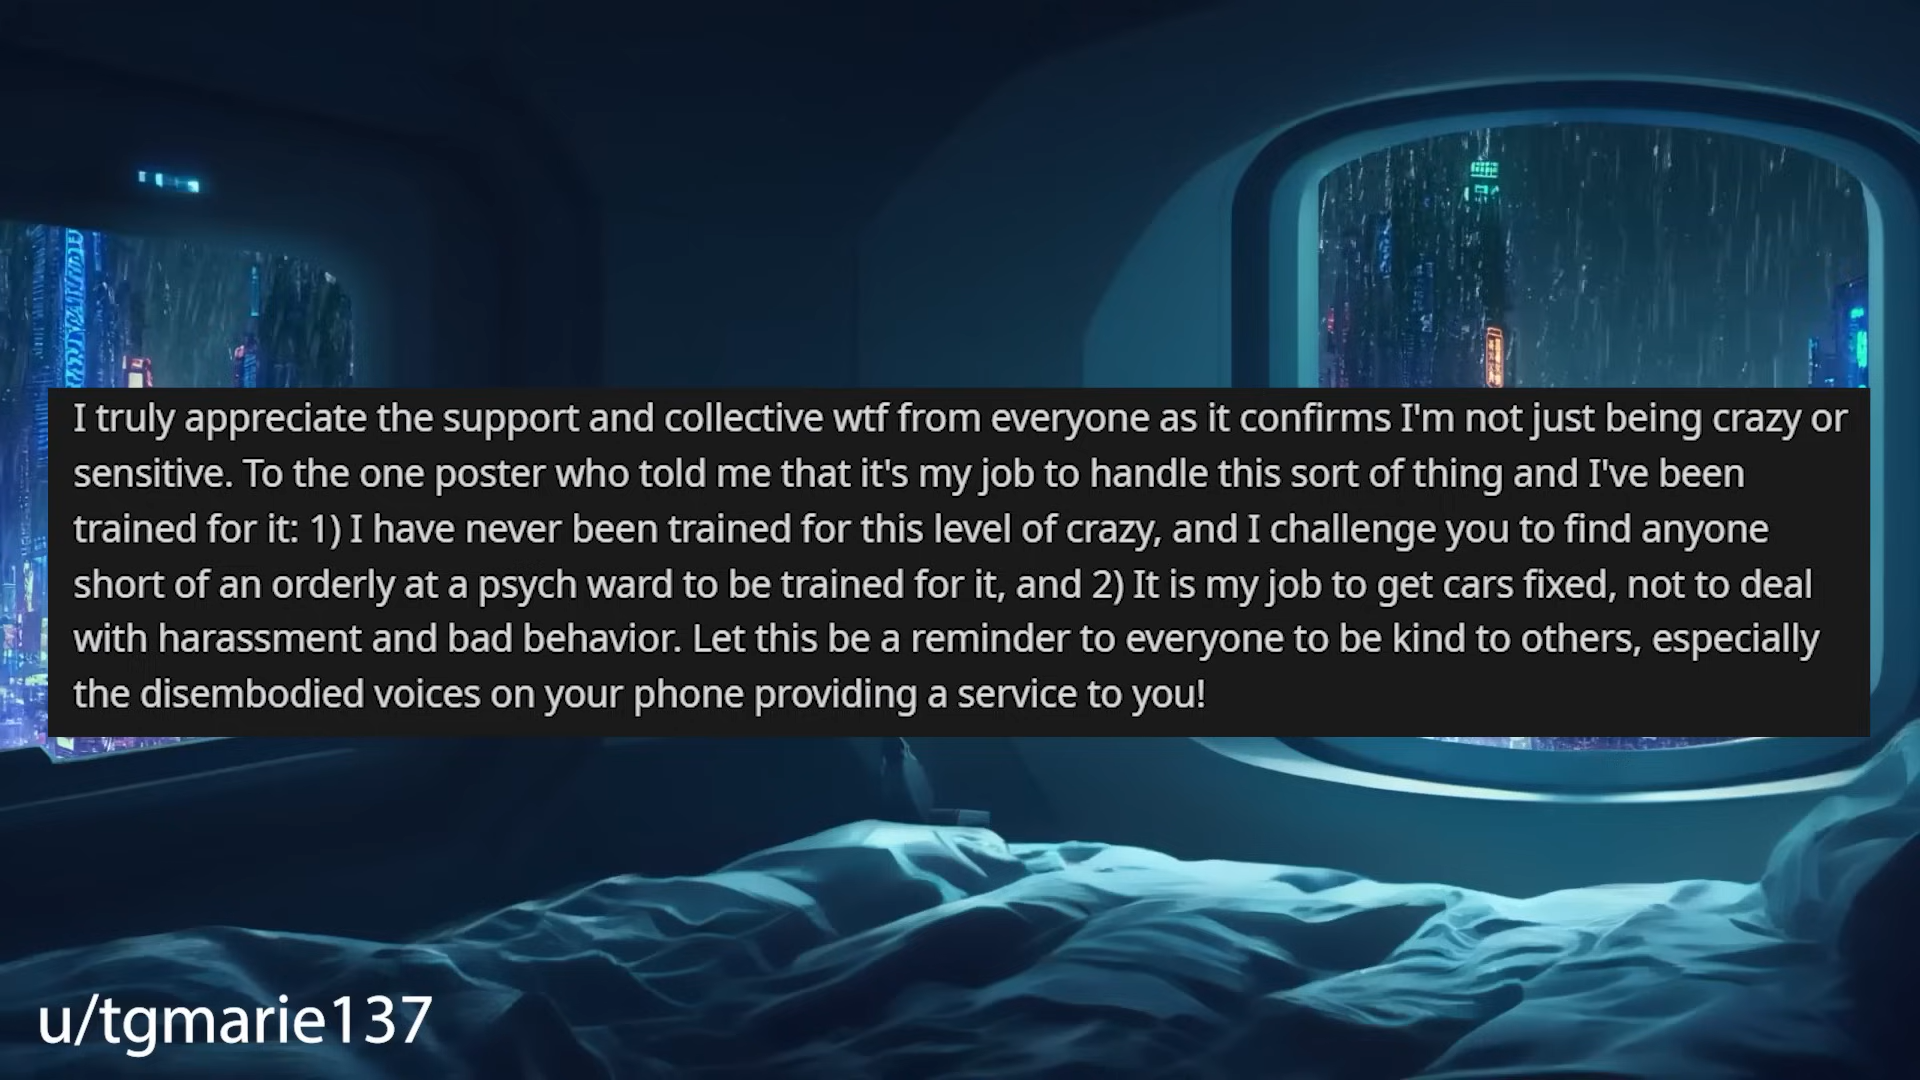 I truly appreciate the support and collective wtf from everyone as it confirms I'm not just being crazy or
sensitive. To the one poster who told me that it's my job to handle this sort of thing and I've been
trained for it: 1) I have never been trained for this level of crazy, and I challenge you to find anyone
short of an orderly at a psych ward to be trained for it, and 2) It is my job to get cars fixed, not to deal
with harassment and bad behavior. Let this be a reminder to everyone to be kind to others, especially
the disembodied voices on your phone providing a service to you!
u/tgmarie137